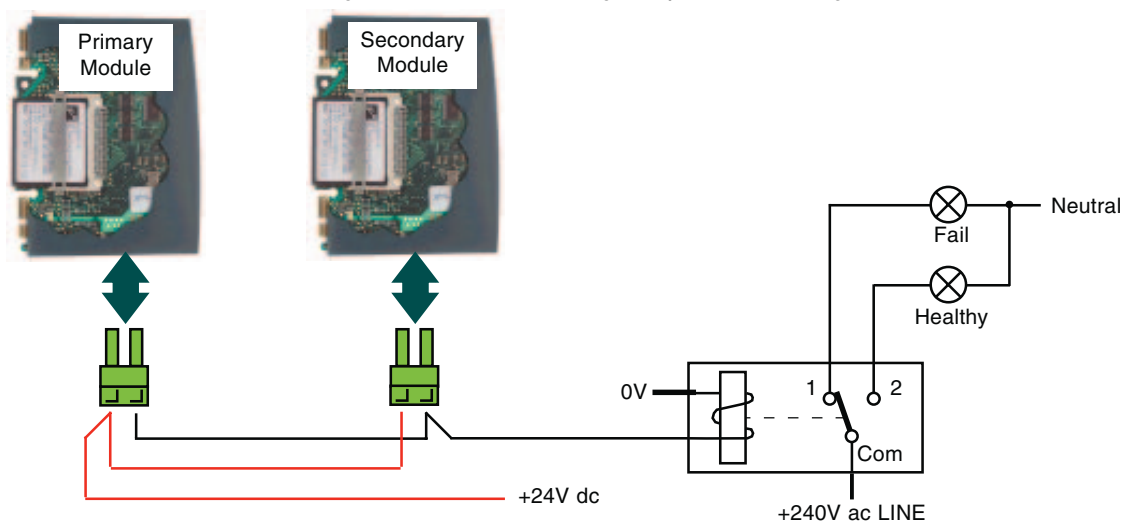 Primary
Module
Secondary
Module
Neutral
Fail
Healthy
0V
1
2
Com
+24V dc
+240V ac LINE